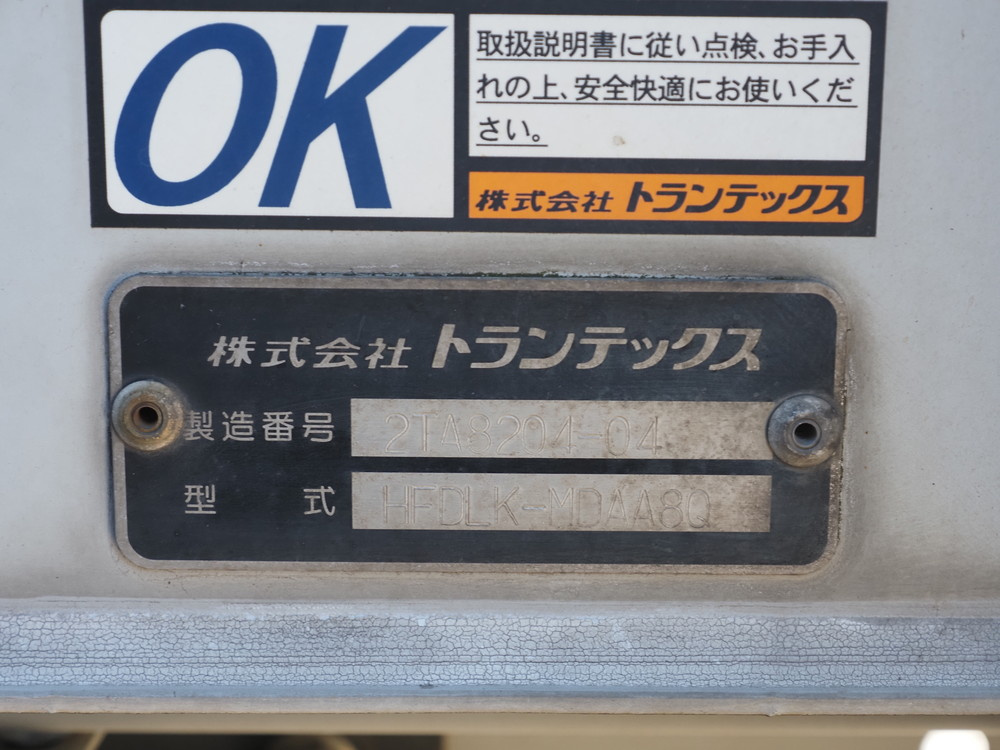 OK
取扱説明書に従い点検、お手入
れの上、安全快適にお使いくだ
さい。
株式会社 トランテックス
株式会社 トランテックス
製造番号 2TA8204-04
型式 HFDLK-MDAA8Q